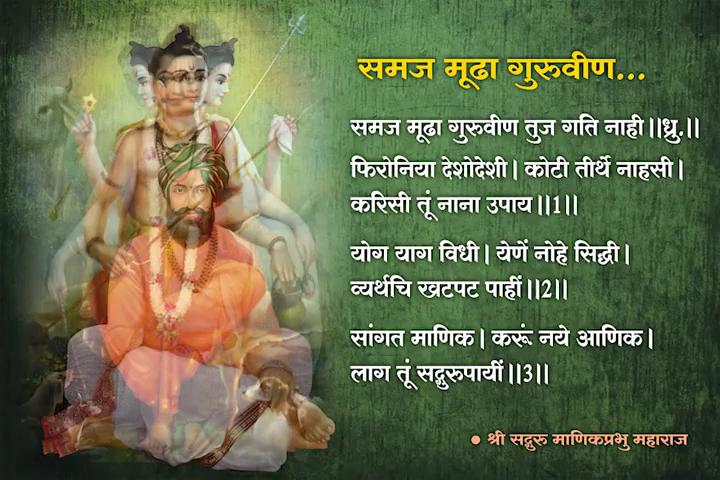 समज मूढा गुरुवीण...
समज मूढा गुरुवीण तुज गति नाही||ध्रु.||
फिरोनिया देशोदेशी| कोटी तीर्थे नाहसी|
करिसी तूं नाना उपाय||1||
योग याग विधी| येणें नोहे सिद्धी|
व्यर्थचि खटपट पाहीं||2||
सांगत माणिक| करूं नये आणिक|
लाग तूं सद्गुरुपायीं||3||
• श्री सद्गुरु माणिकप्रभु महाराज